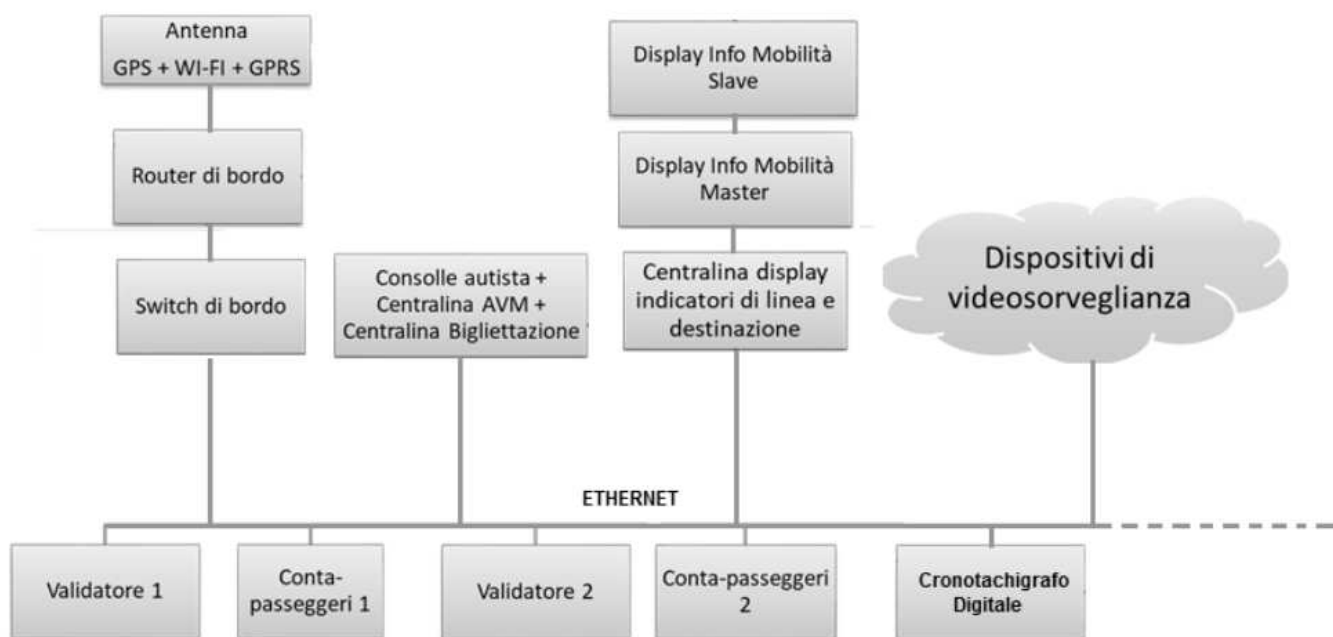 Antenna
GPS + WI-FI + GPRS
Router di bordo
Switch di bordo
Consolle autista +
Centralina AVM +
Centralina Bigliettazione
Display Info Mobilità
Slave
Display Info Mobilità
Master
Centralina display
indicatori di linea e
destinazione
Dispositivi di
videosorveglianza
ETHERNET
Validatore 1
Conta-
passeggeri 1
Validatore 2
Conta-passeggeri
2
Cronotachigrafo
Digitale